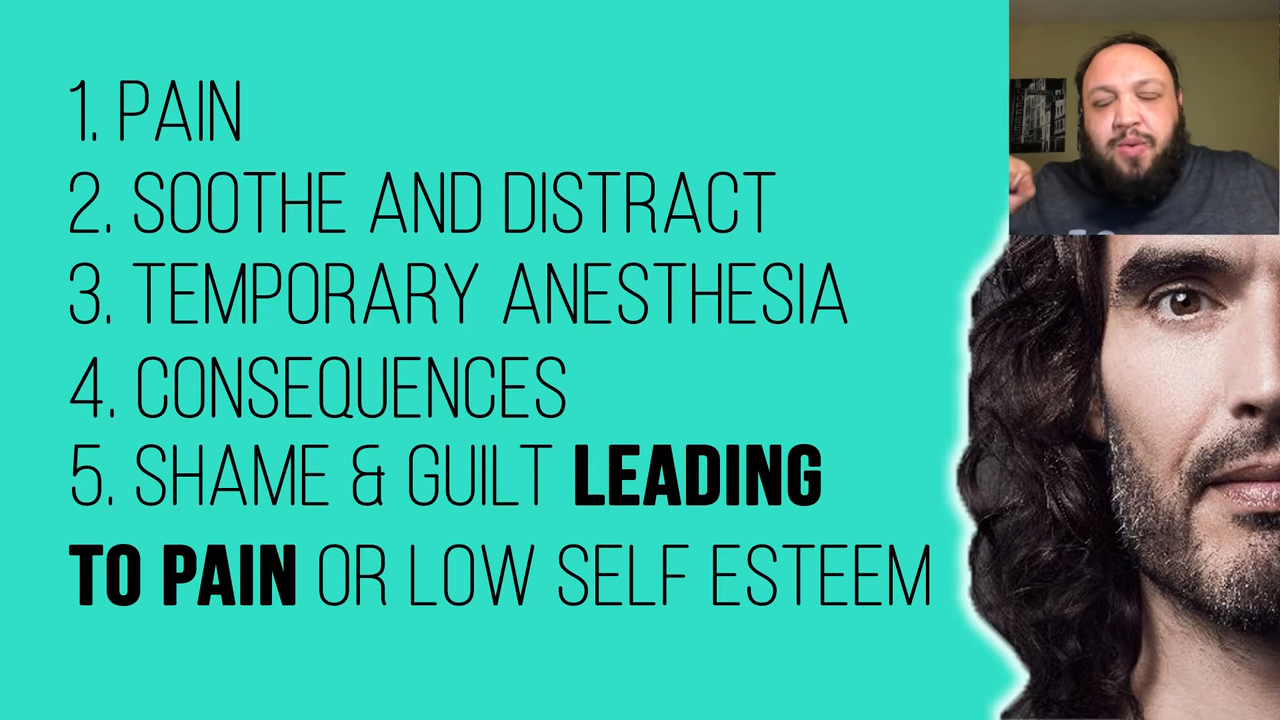 1. PAIN
2. SOOTHE AND DISTRACT
3. TEMPORARY ANESTHESIA
4. CONSEQUENCES
5. SHAME & GUILT LEADING
TO PAIN OR LOW SELF ESTEEM